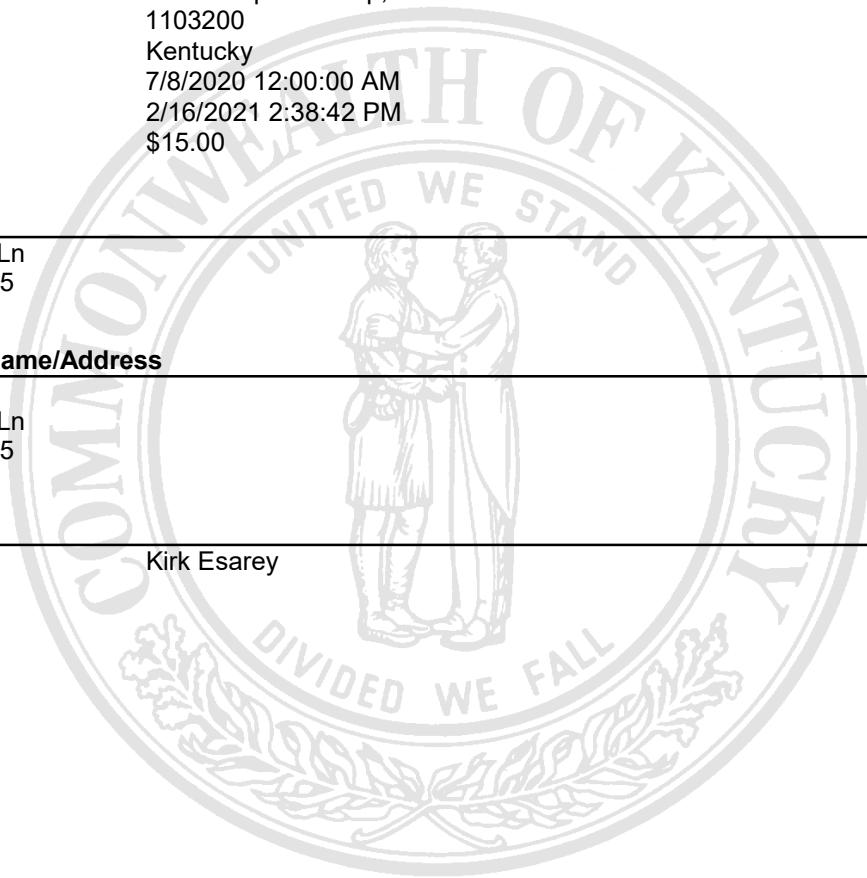 1103200
Kentucky
7/8/2020 12:00:00 AM
2/16/2021 2:38:42 PM
$15.00
COMMONWEALTH OF KENTUCKY
UNITED WE STAND
Ln
5
ame/Address
Ln
5
Kirk Esarey
DIVIDED WE FALL